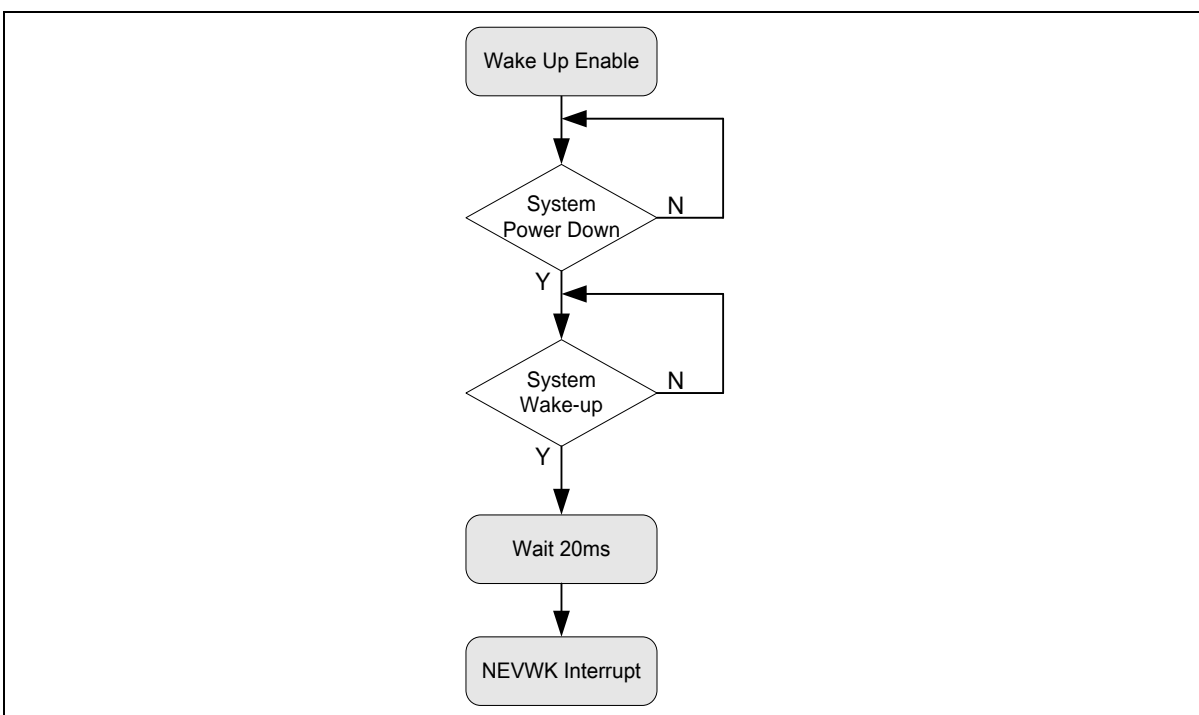 Wake Up Enable
System
Power Down
N
Y
System
Wake-up
N
Y
Wait 20ms
NEVWK Interrupt